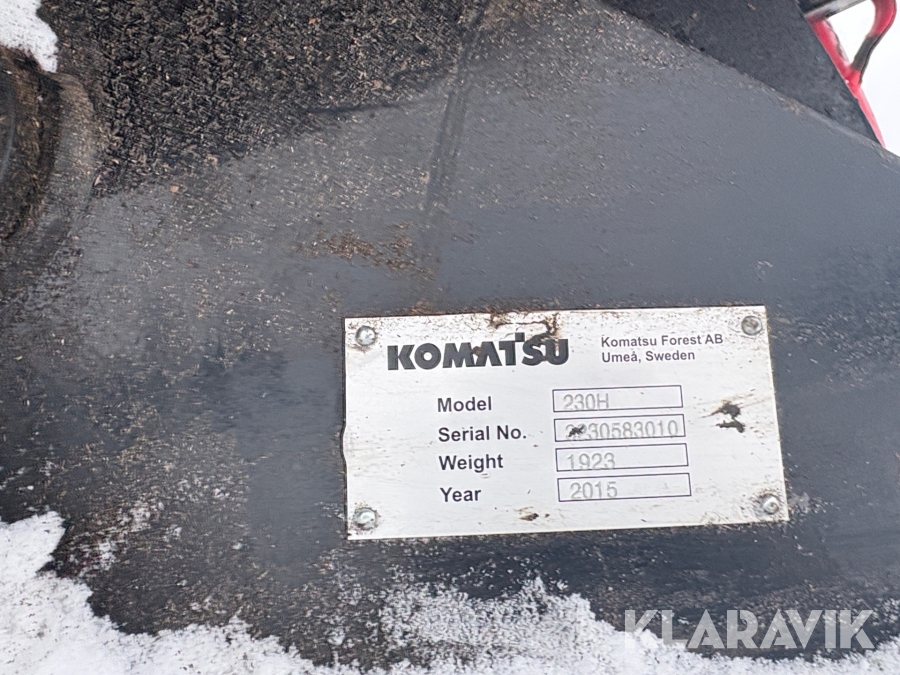 KOMATSU
Komatsu Forest AB
Umeå, Sweden
Model 230H
Serial No.
Weight 1923
Year 2015
KLARAVIK